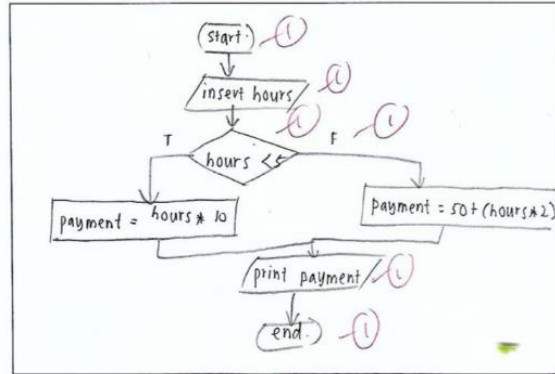 start. 1
insert hours 1
1
T F 1
hours < 5
payment = hours * 10
payment = 50 + (hours * 2)
print payment 1
end. 1